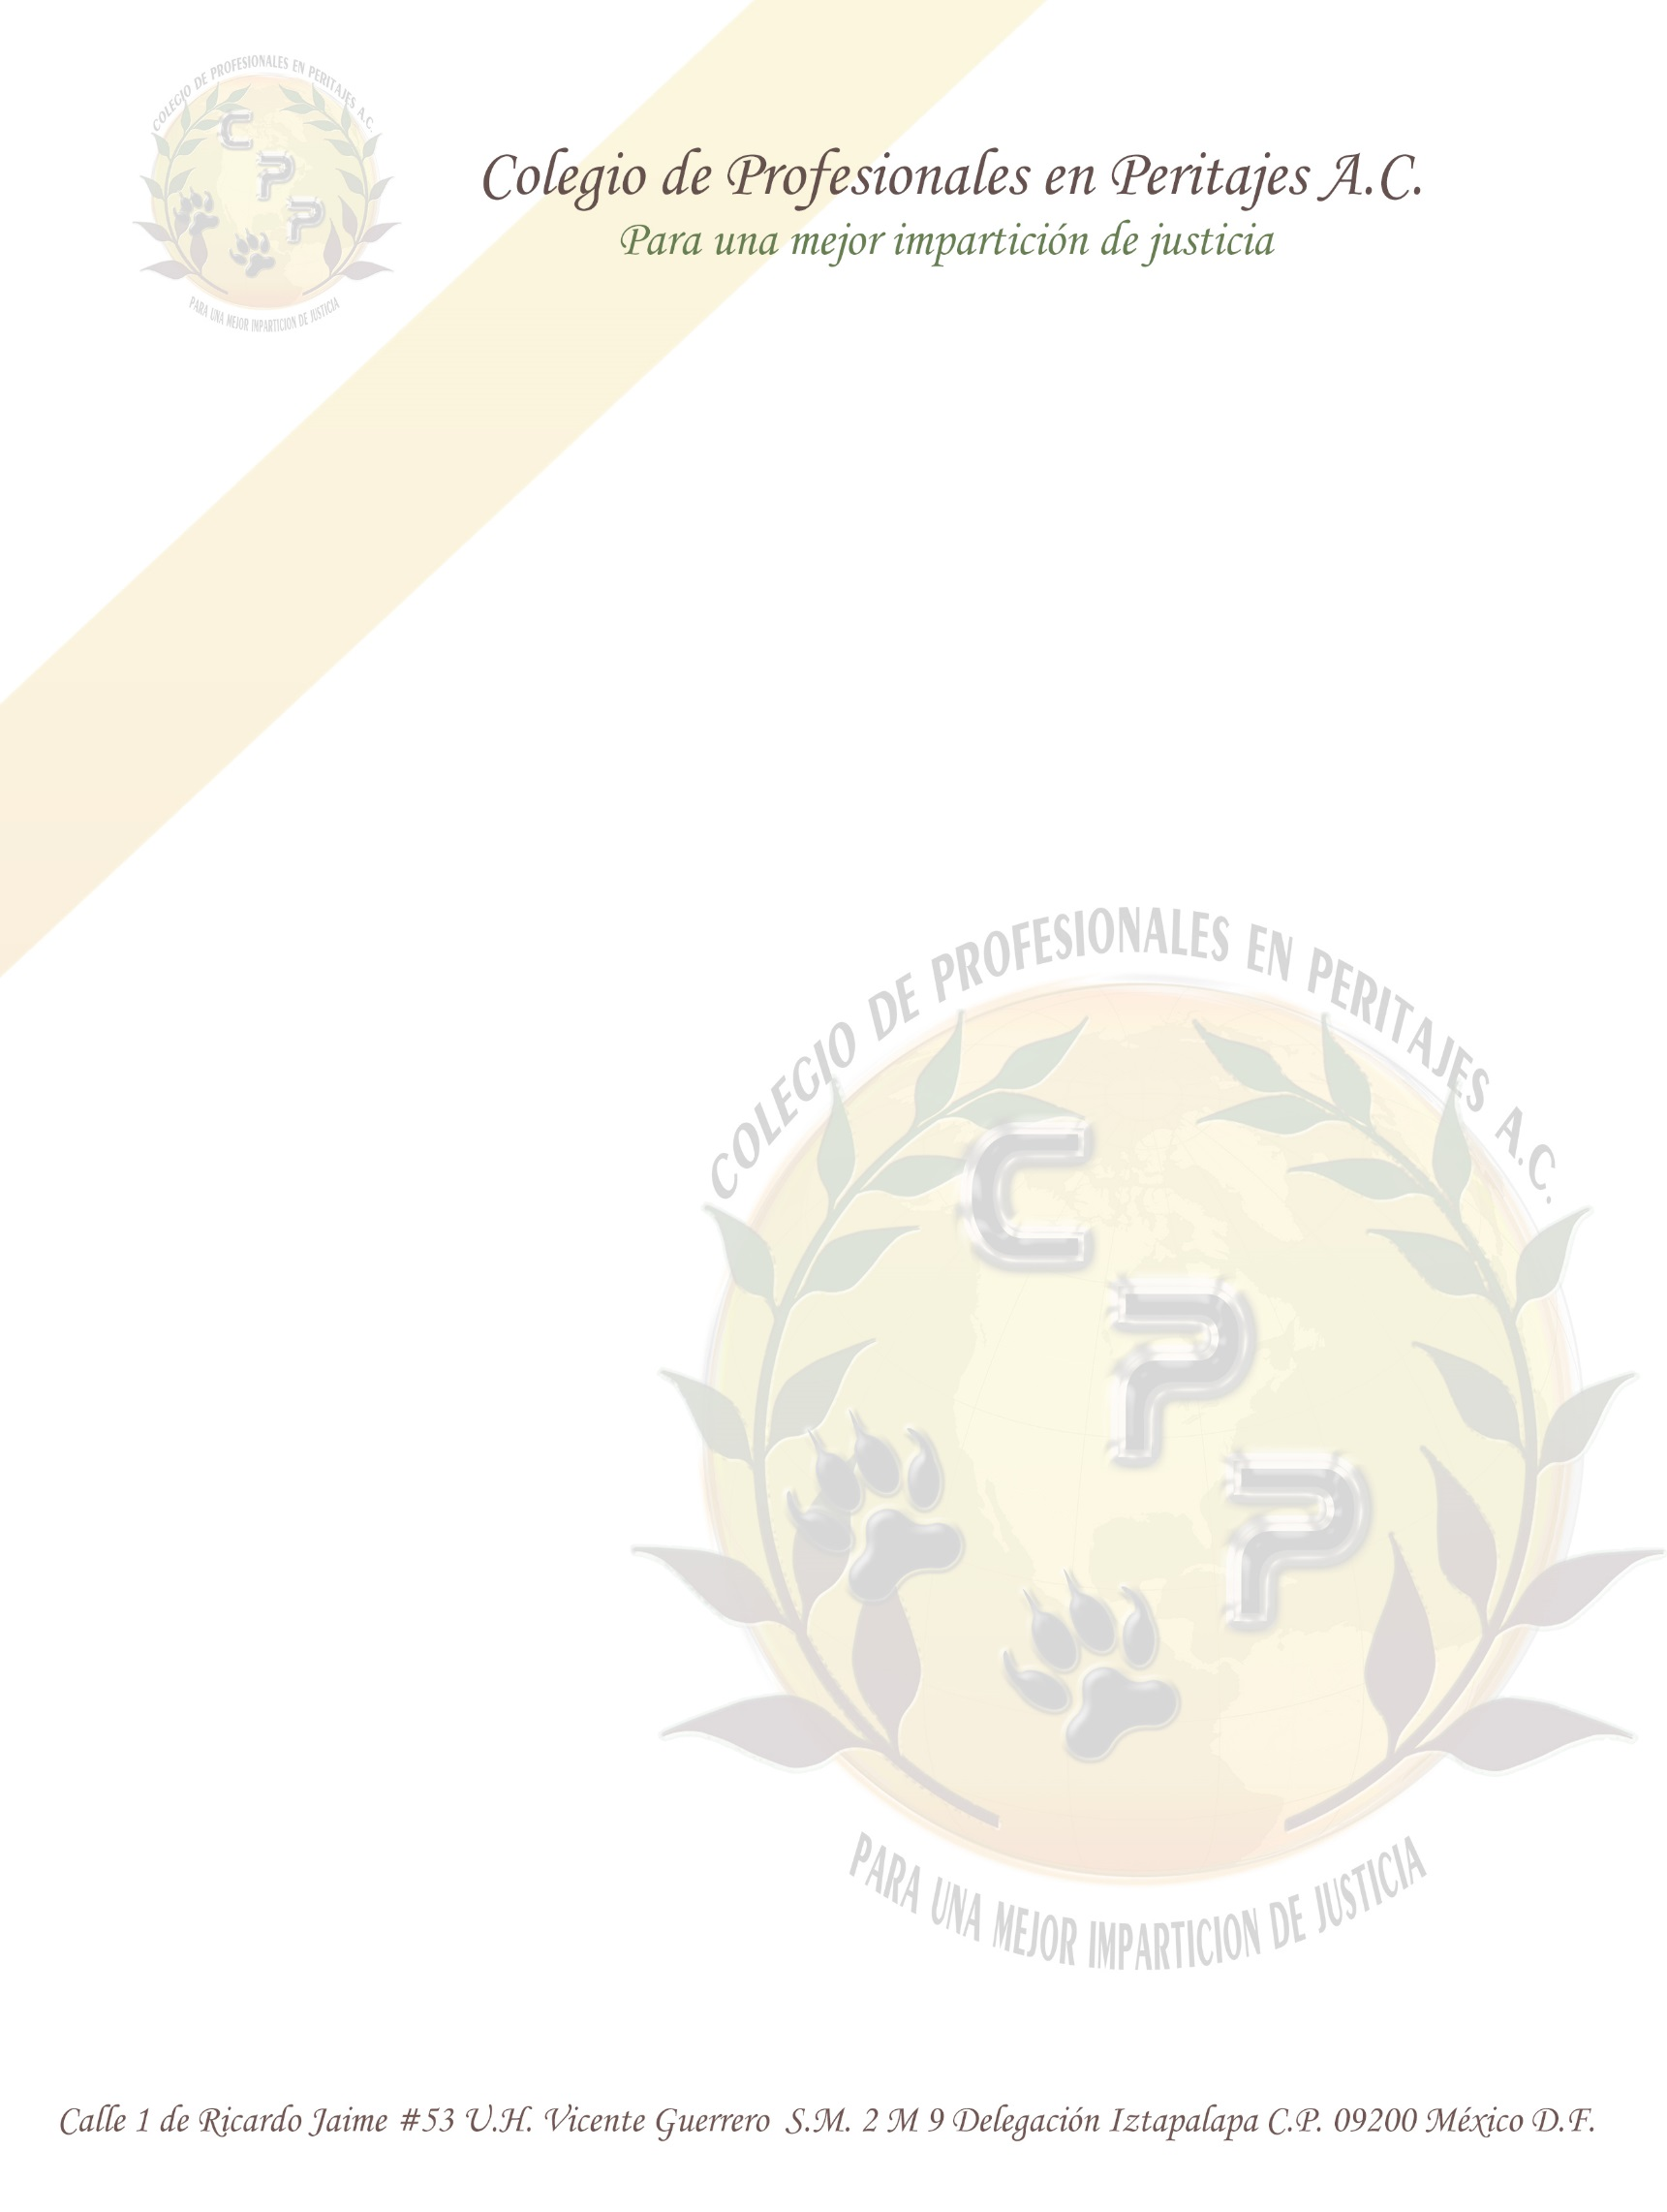 COLEGIO DE PROFESIONALES EN PERITAJES A.C.
C
P
P
PARA UNA MEJOR IMPARTICION DE JUSTICIA
Colegio de Profesionales en Peritajes A.C.
Para una mejor impartición de justicia
COLEGIO DE PROFESIONALES EN PERITAJES A.C.
C
P
P
PARA UNA MEJOR IMPARTICION DE JUSTICIA
Calle 1 de Ricardo Jaime #53 U.H. Vicente Guerrero S.M. 2 M 9 Delegación Iztapalapa C.P. 09200 México D.F.